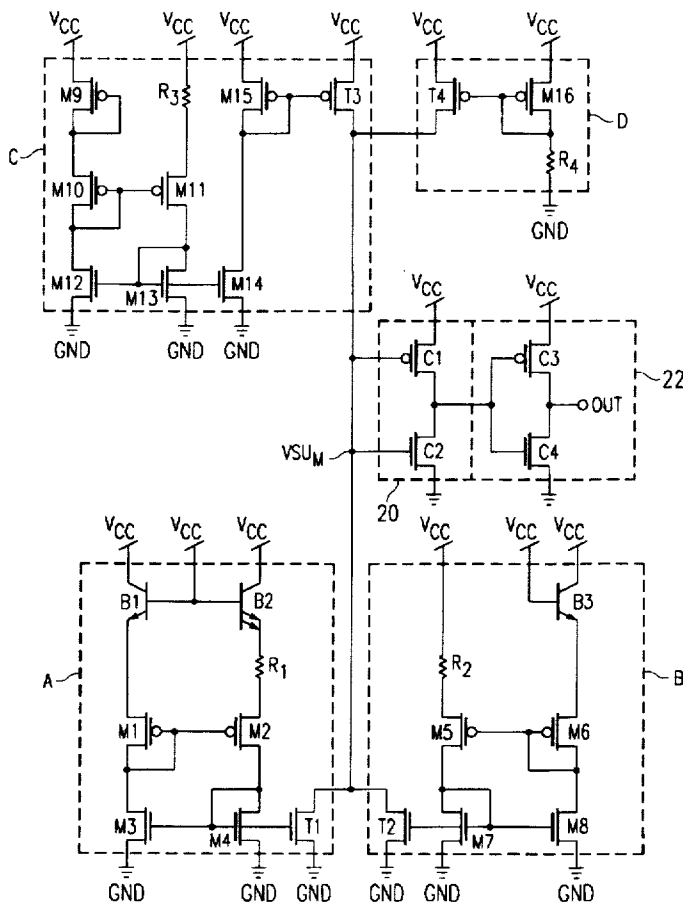 VCC VCC VCC VCC VCC VCC
M9 R3 M15 T3 T4 M16
C D
M10 M11 R4
GND
M12 M13 M14
GND GND GND
VCC VCC
C1 C3
22
OUT
VSUM C2 C4
20
VCC VCC VCC VCC VCC VCC
B1 B2 B3
A R1 R2 B
M1 M2 M5 M6
M3 M4 T1 T2 M7 M8
GND GND GND GND GND GND